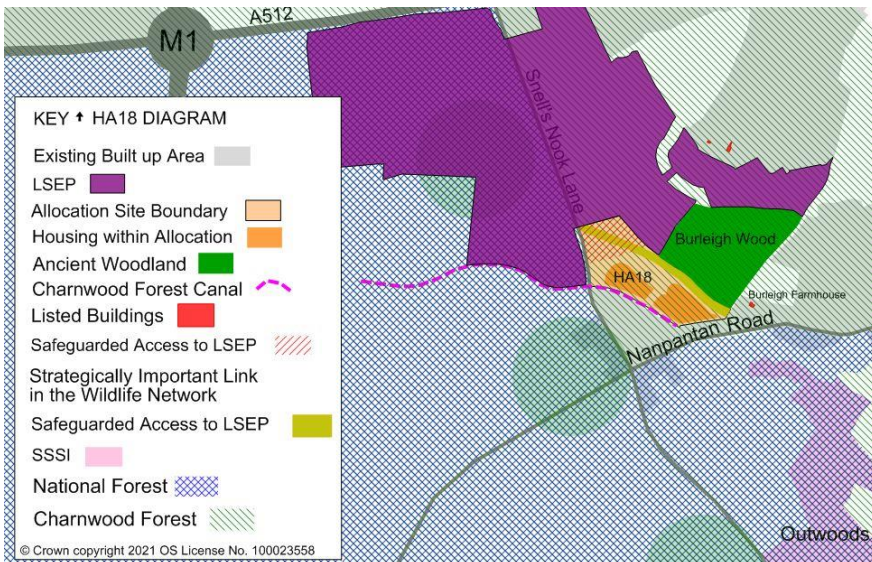 A512
M1
Snell's Nook Lane
KEY HA18 DIAGRAM
Existing Built up Area
LSEP
Allocation Site Boundary
Housing within Allocation
Ancient Woodland
Charnwood Forest Canal
Listed Buildings
Safeguarded Access to LSEP
Strategically Important Link
in the Wildlife Network
Safeguarded Access to LSEP
SSSI
National Forest
Charnwood Forest
© Crown copyright 2021 OS License No. 100023558
Burleigh Wood
HA18
Burleigh Farmhouse
Nanpantan Road
Outwoods